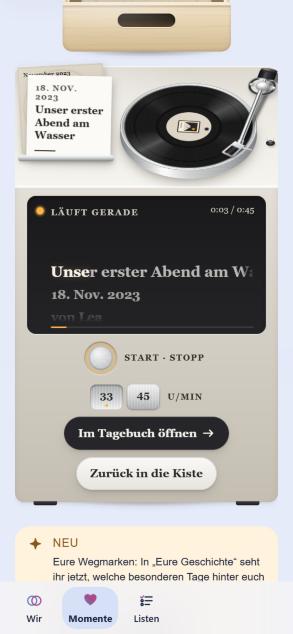 November 2023
18. NOV.
2023
Unser erster
Abend am
Wasser
LÄUFT GERADE
0:03 / 0:45
Unser erster Abend am Wa
18. Nov. 2023
von Lea
START · STOPP
33
45
U/MIN
Im Tagebuch öffnen →
Zurück in die Kiste
NEU
Eure Wegmarken: In „Eure Geschichte“ seht
ihr jetzt, welche besonderen Tage hinter euch
Wir
Momente
Listen